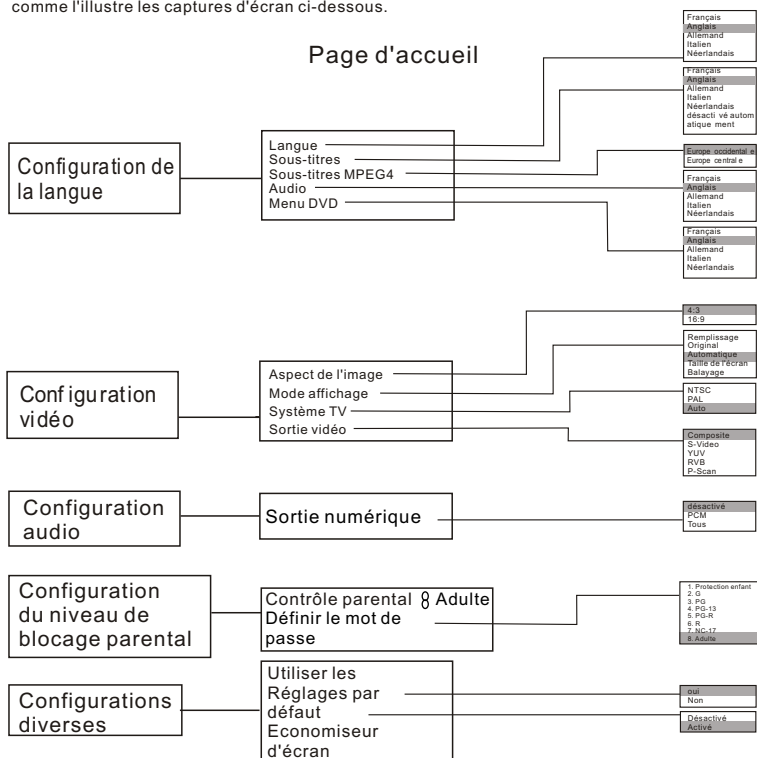 comme l'illustre les captures d'écran ci-dessous.
Page d'accueil
Configuration de
la langue
Langue
Sous-titres
Sous-titres MPEG4
Audio
Menu DVD
Français
Anglais
Allemand
Italien
Néerlandais
Français
Anglais
Allemand
Italien
Néerlandais
désacti vé autom
atique ment
Europe occidental e
Europe central e
Français
Anglais
Allemand
Italien
Néerlandais
Français
Anglais
Allemand
Italien
Néerlandais
Configuration
vidéo
Aspect de l'image
Mode affichage
Système TV
Sortie vidéo
4:3
16:9
Remplissage
Original
Automatique
Taille de l'écran
Balayage
NTSC
PAL
Auto
Composite
S-Video
YUV
RVB
P-Scan
Configuration
audio
Sortie numérique
désactivé
PCM
Tous
Configuration
du niveau de
blocage parental
Contrôle parental 8 Adulte
Définir le mot de
passe
1. Protection enfant
2. G
3. PG
4. PG-13
5. PG-R
6. R
7. NC-17
8. Adulte
Configurations
diverses
Utiliser les
Réglages par
défaut
Economiseur
d'écran
oui
Non
Désactivé
Activé